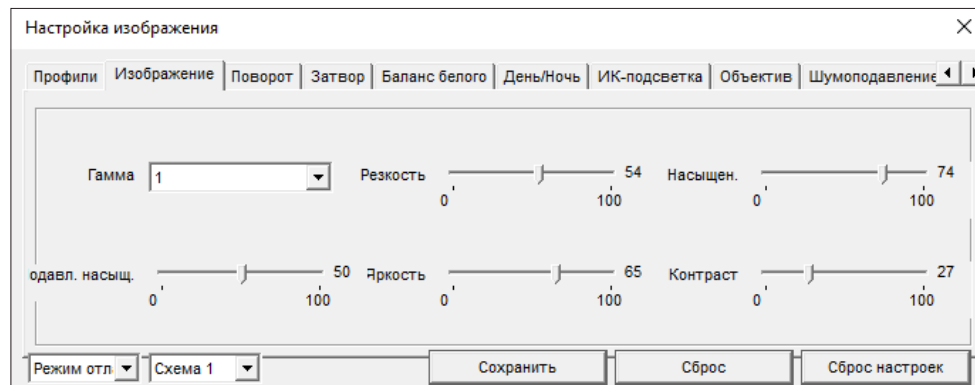 Настройка изображения
Профили Изображение Поворот Затвор Баланс белого День/Ночь ИК-подсветка Объектив Шумоподавление
Гамма 1 Резкость 54 Насыщен. 74
0 100 0 100
одавл. насыщ. 50 Яркость 65 Контраст 27
0 100 0 100 0 100
Режим отл Схема 1 Сохранить Сброс Сброс настроек